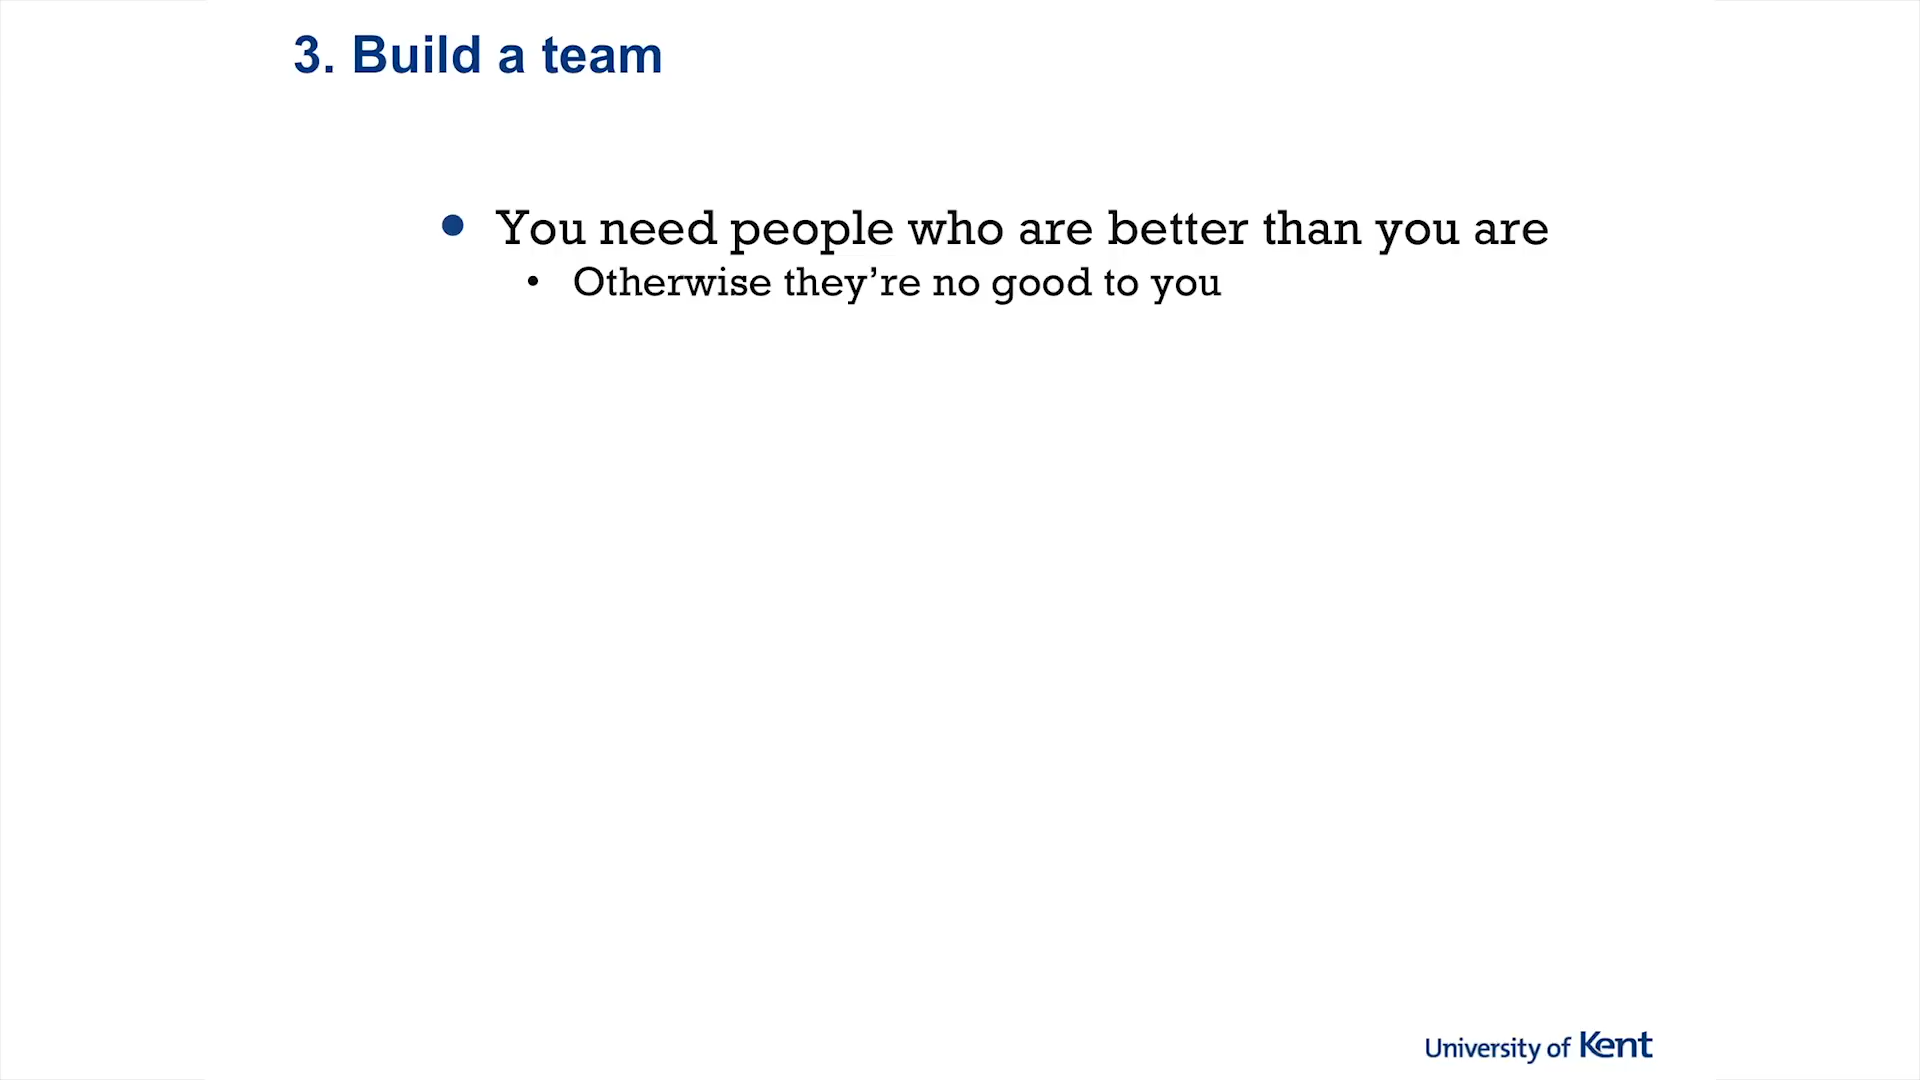 3. Build a team
• You need people who are better than you are
• Otherwise they’re no good to you
University of Kent